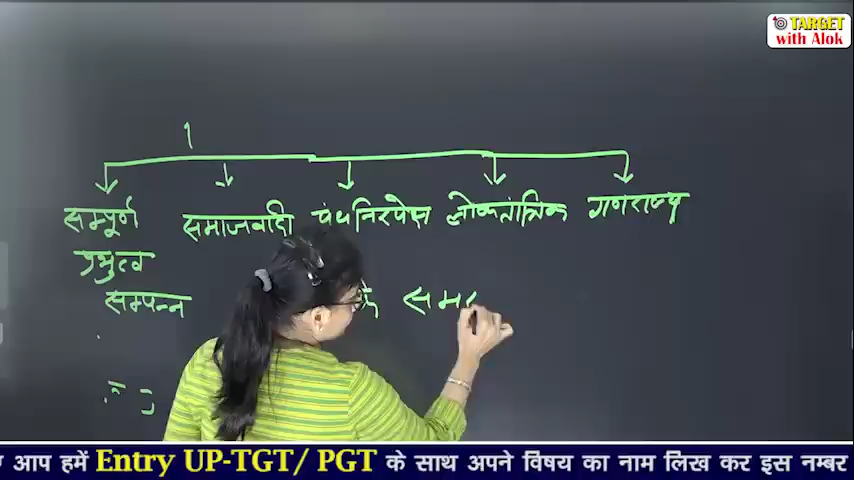 TARGET
with Alok
सम्पूर्ण समाजवादी पंथनिरपेक्ष लोकतांत्रिक गणराज्य
प्रभुत्व
सम्पन्न
आप हमें Entry UP-TGT/ PGT के साथ अपने विषय का नाम लिख कर इस नम्बर